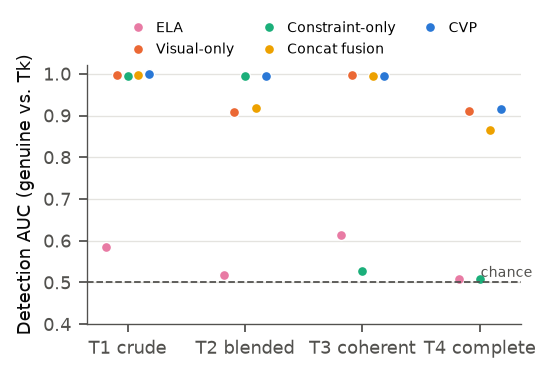 ELA
Visual-only
Constraint-only
Concat fusion
CVP
Detection AUC (genuine vs. Tk)
1.0
0.9
0.8
0.7
0.6
0.5
0.4
chance
T1 crude
T2 blended
T3 coherent
T4 complete